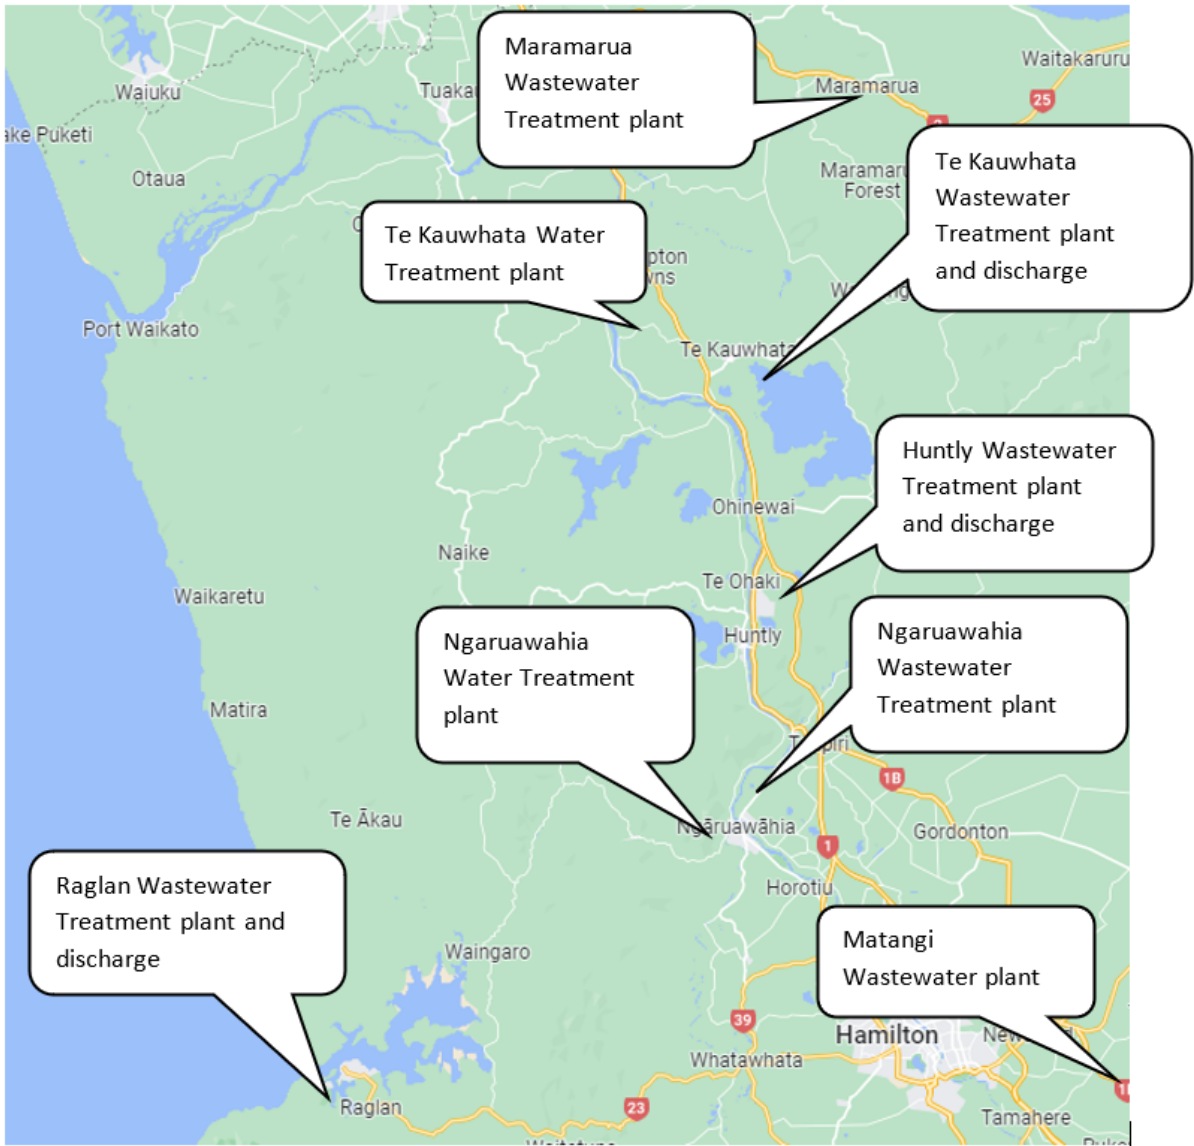 Maramarua
Wastewater
Treatment plant
Waitakaruru
Maramarua
25
Waiuku
Te Kauwhata
Wastewater
Treatment plant
and discharge
Otaua
Forest
Te Kauwhata Water
Treatment plant
Port Waikato
Te Kauwhata
Huntly Wastewater
Treatment plant
and discharge
Ohinewai
Naike
Te Ohaki
Waikaretu
Huntly
Ngaruawahia
Water Treatment
plant
Ngaruawahia
Wastewater
Treatment plant
Matira
1B
Te Ākau
Ngāruawāhia
Gordonton
1
Horotiu
Raglan Wastewater
Treatment plant and
discharge
Matangi
Wastewater plant
Waingaro
39
Hamilton
Whatawhata
Raglan
23
Tamahere